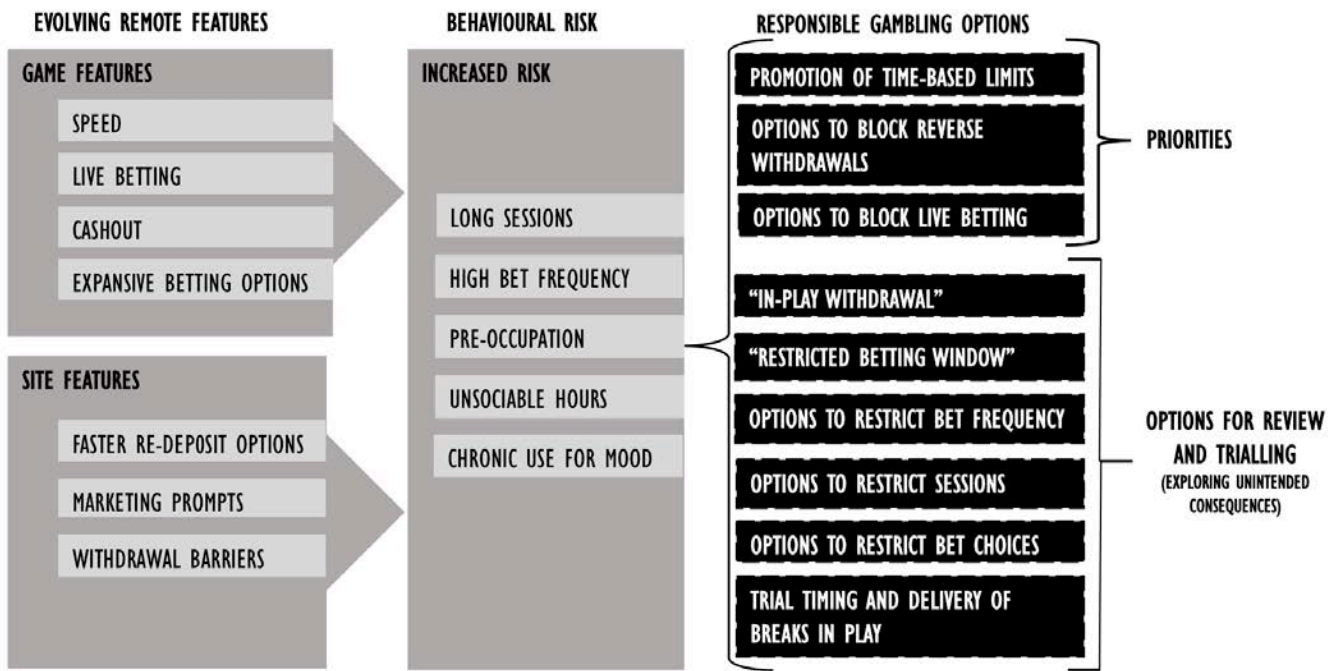 EVOLVING REMOTE FEATURES
GAME FEATURES
SPEED
LIVE BETTING
CASHOUT
EXPANSIVE BETTING OPTIONS
SITE FEATURES
FASTER RE-DEPOSIT OPTIONS
MARKETING PROMPTS
WITHDRAWAL BARRIERS
BEHAVIOURAL RISK
INCREASED RISK
LONG SESSIONS
HIGH BET FREQUENCY
PRE-OCCUPATION
UNSOCIABLE HOURS
CHRONIC USE FOR MOOD
RESPONSIBLE GAMBLING OPTIONS
PROMOTION OF TIME-BASED LIMITS
OPTIONS TO BLOCK REVERSE
WITHDRAWALS
OPTIONS TO BLOCK LIVE BETTING
PRIORITIES
“IN-PLAY WITHDRAWAL”
“RESTRICTED BETTING WINDOW”
OPTIONS TO RESTRICT BET FREQUENCY
OPTIONS TO RESTRICT SESSIONS
OPTIONS TO RESTRICT BET CHOICES
TRIAL TIMING AND DELIVERY OF
BREAKS IN PLAY
OPTIONS FOR REVIEW
AND TRIALLING
(EXPLORING UNINTENDED
CONSEQUENCES)